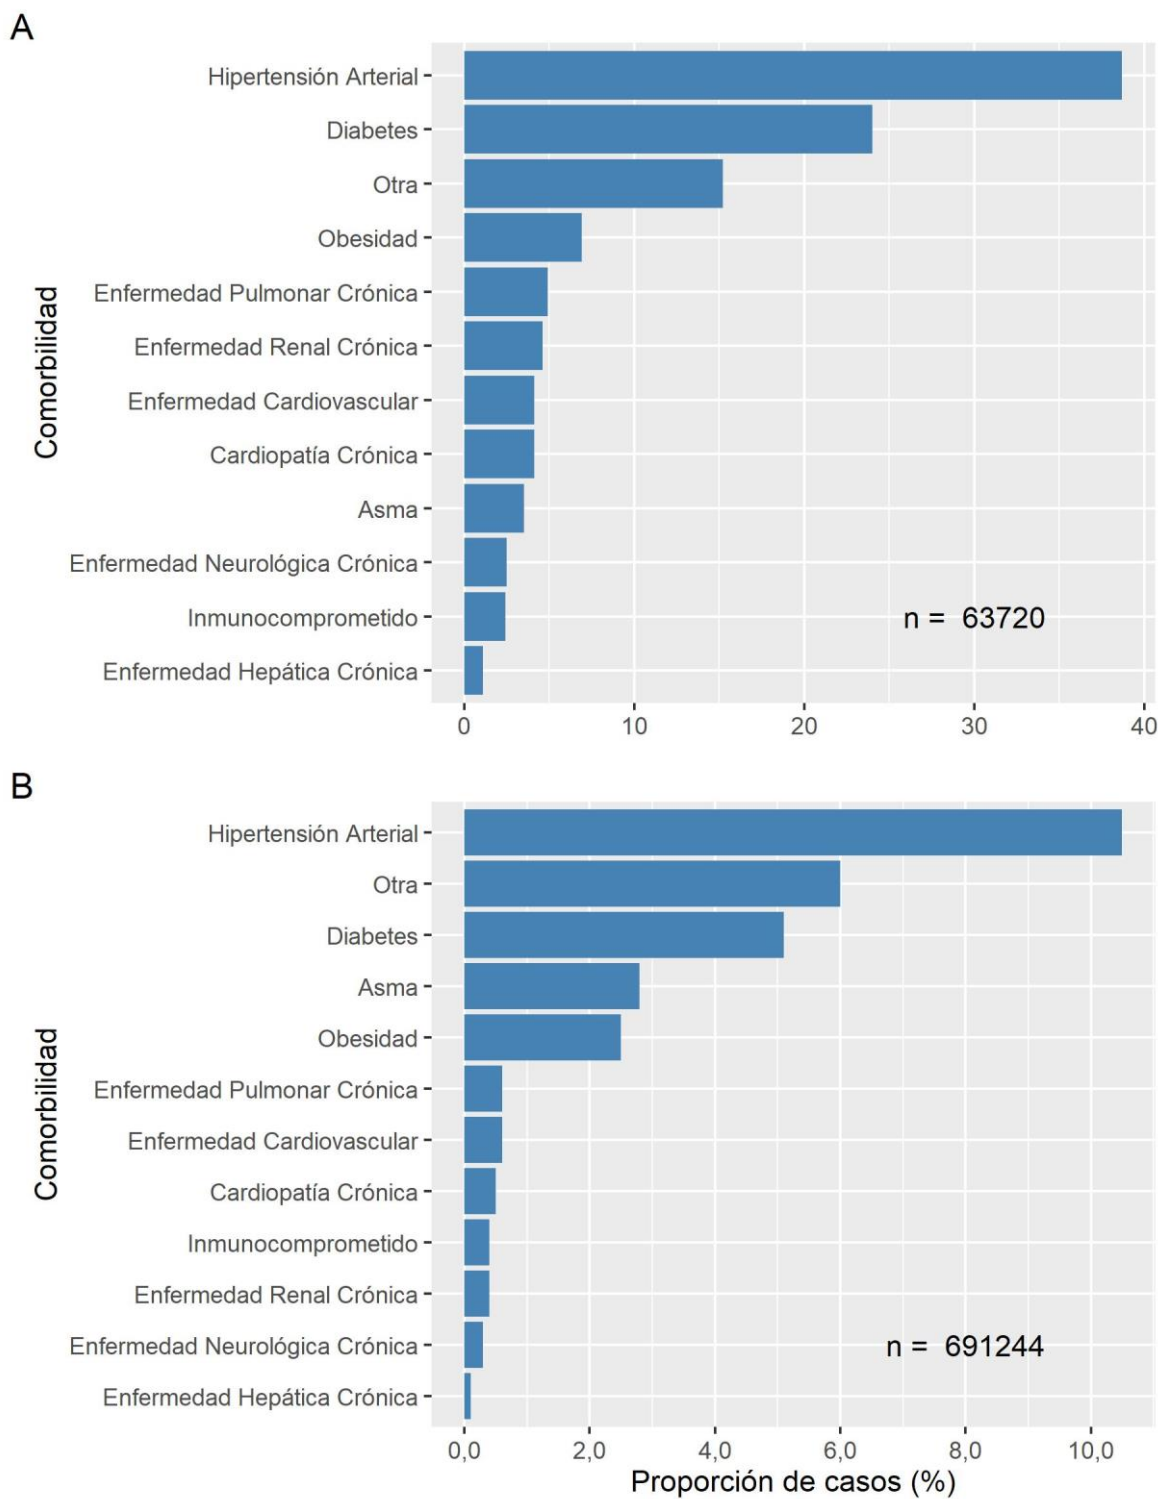 A
Hipertensión Arterial
Diabetes
Otra
Obesidad
Enfermedad Pulmonar Crónica
Enfermedad Renal Crónica
Enfermedad Cardiovascular
Cardiopatía Crónica
Asma
Enfermedad Neurológica Crónica
Inmunocomprometido
Enfermedad Hepática Crónica
Comorbilidad
n = 63720
0 10 20 30 40
B
Hipertensión Arterial
Otra
Diabetes
Asma
Obesidad
Enfermedad Pulmonar Crónica
Enfermedad Cardiovascular
Cardiopatía Crónica
Inmunocomprometido
Enfermedad Renal Crónica
Enfermedad Neurológica Crónica
Enfermedad Hepática Crónica
Comorbilidad
n = 691244
0,0 2,0 4,0 6,0 8,0 10,0
Proporción de casos (%)